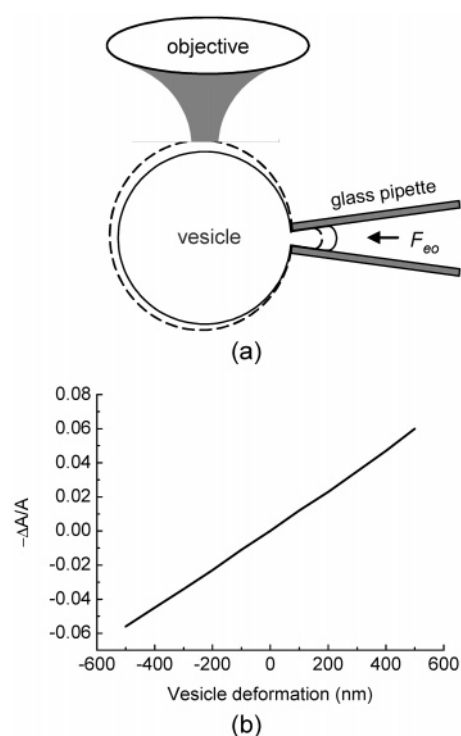 objective
glass pipette
vesicle
F_eo
(a)
0.08
0.06
0.04
0.02
0.00
-0.02
-0.04
-0.06
−ΔA/A
-600 -400 -200 0 200 400 600
Vesicle deformation (nm)
(b)